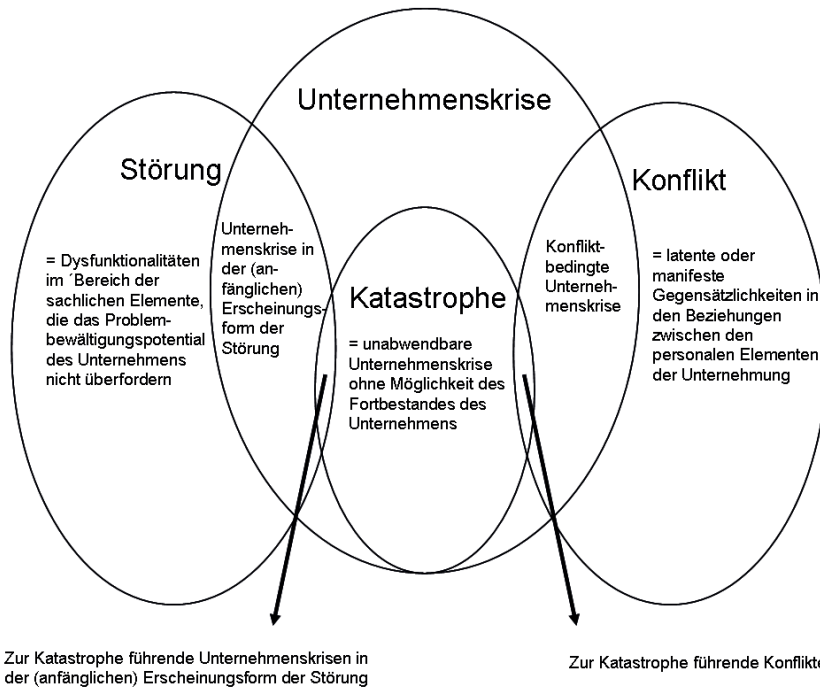 Unternehmenskrise
Störung
= Dysfunktionalitäten
im ´Bereich der
sachlichen Elemente,
die das Problem-
bewältigungspotential
des Unternehmens
nicht überfordern
Unterneh-
menskrise in
der (an-
fänglichen)
Erscheinungs-
form der
Störung
Katastrophe
= unabwendbare
Unternehmenskrise
ohne Möglichkeit des
Fortbestandes des
Unternehmens
Konflikt-
bedingte
Unterneh-
menskrise
Konflikt
= latente oder
manifeste
Gegensätzlichkeiten in
den Beziehungen
zwischen den
personalen Elementen
der Unternehmung
Zur Katastrophe führende Unternehmenskrisen in
der (anfänglichen) Erscheinungsform der Störung
Zur Katastrophe führende Konflikte